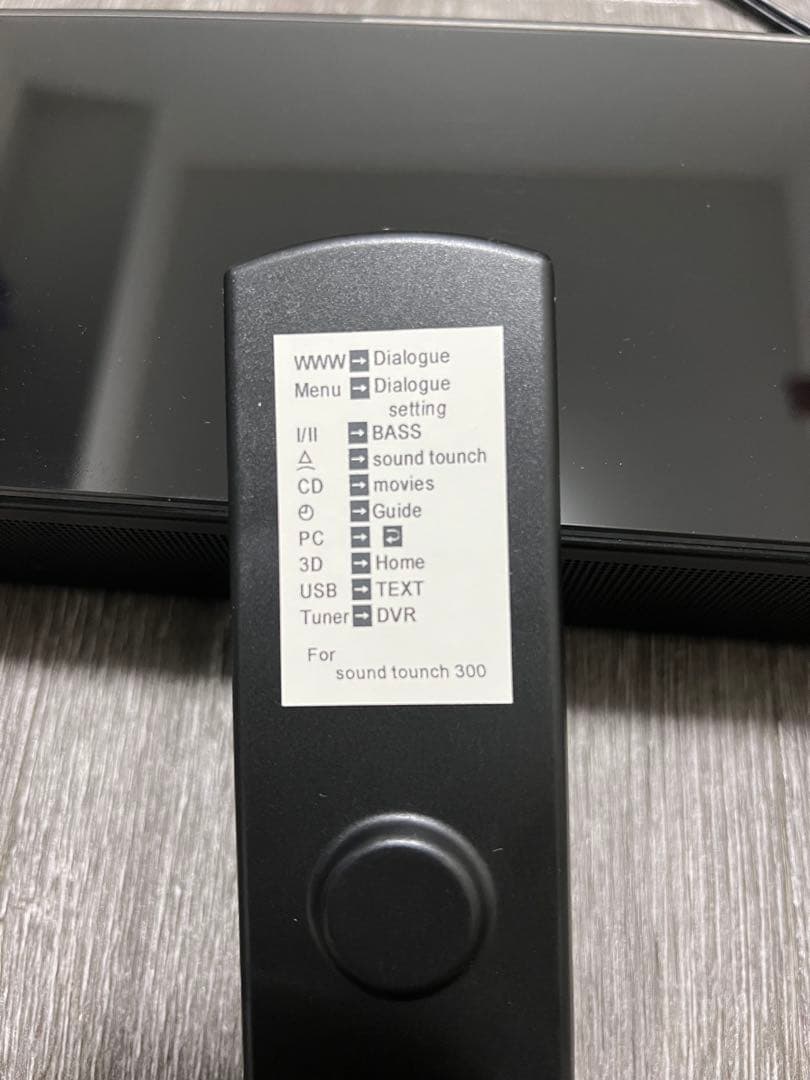 WWW → Dialogue
Menu → Dialogue
setting
I/II → BASS
→ sound tounch
CD → movies
→ Guide
PC →
3D → Home
USB → TEXT
Tuner → DVR
For
sound tounch 300